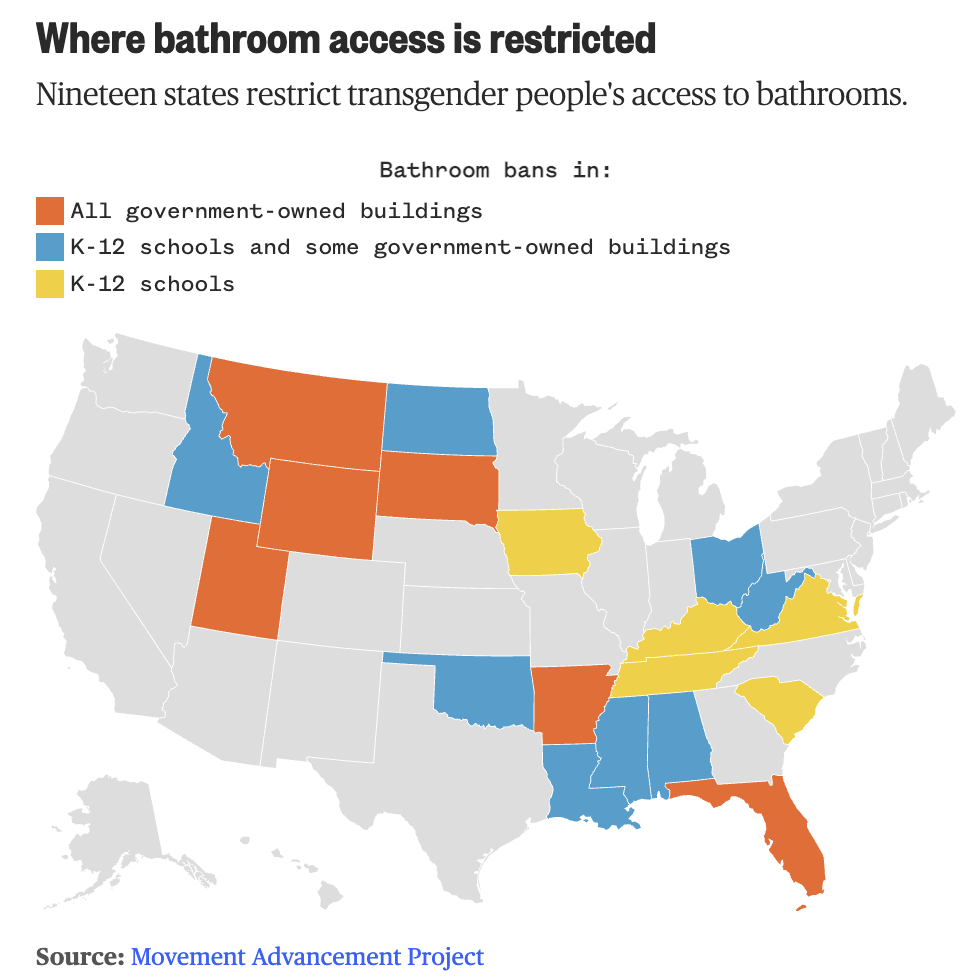 Where bathroom access is restricted
Nineteen states restrict transgender people's access to bathrooms.
Bathroom bans in:
All government-owned buildings
K-12 schools and some government-owned buildings
K-12 schools
Source: Movement Advancement Project